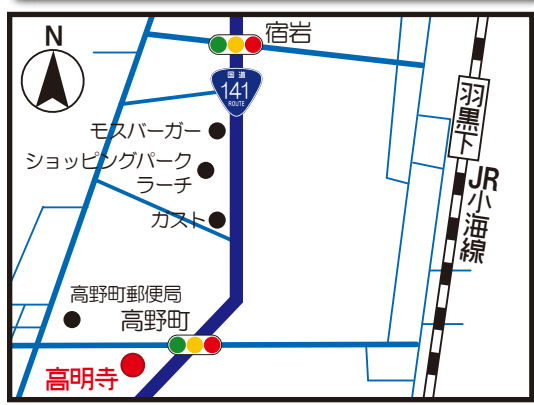 N
宿岩
国道
141
ROUTE
モスバーガー
ショッピングパーク
ラーチ
ガスト
羽黒下
JR小海線
高野町郵便局
高野町
高明寺